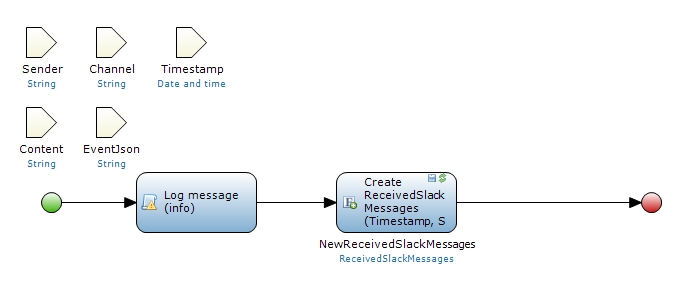 Sender Channel Timestamp
String String Date and time
Content EventJson
String String
Log message
(info)
Create
ReceivedSlack
Messages
(Timestamp, S
NewReceivedSlackMessages
ReceivedSlackMessages